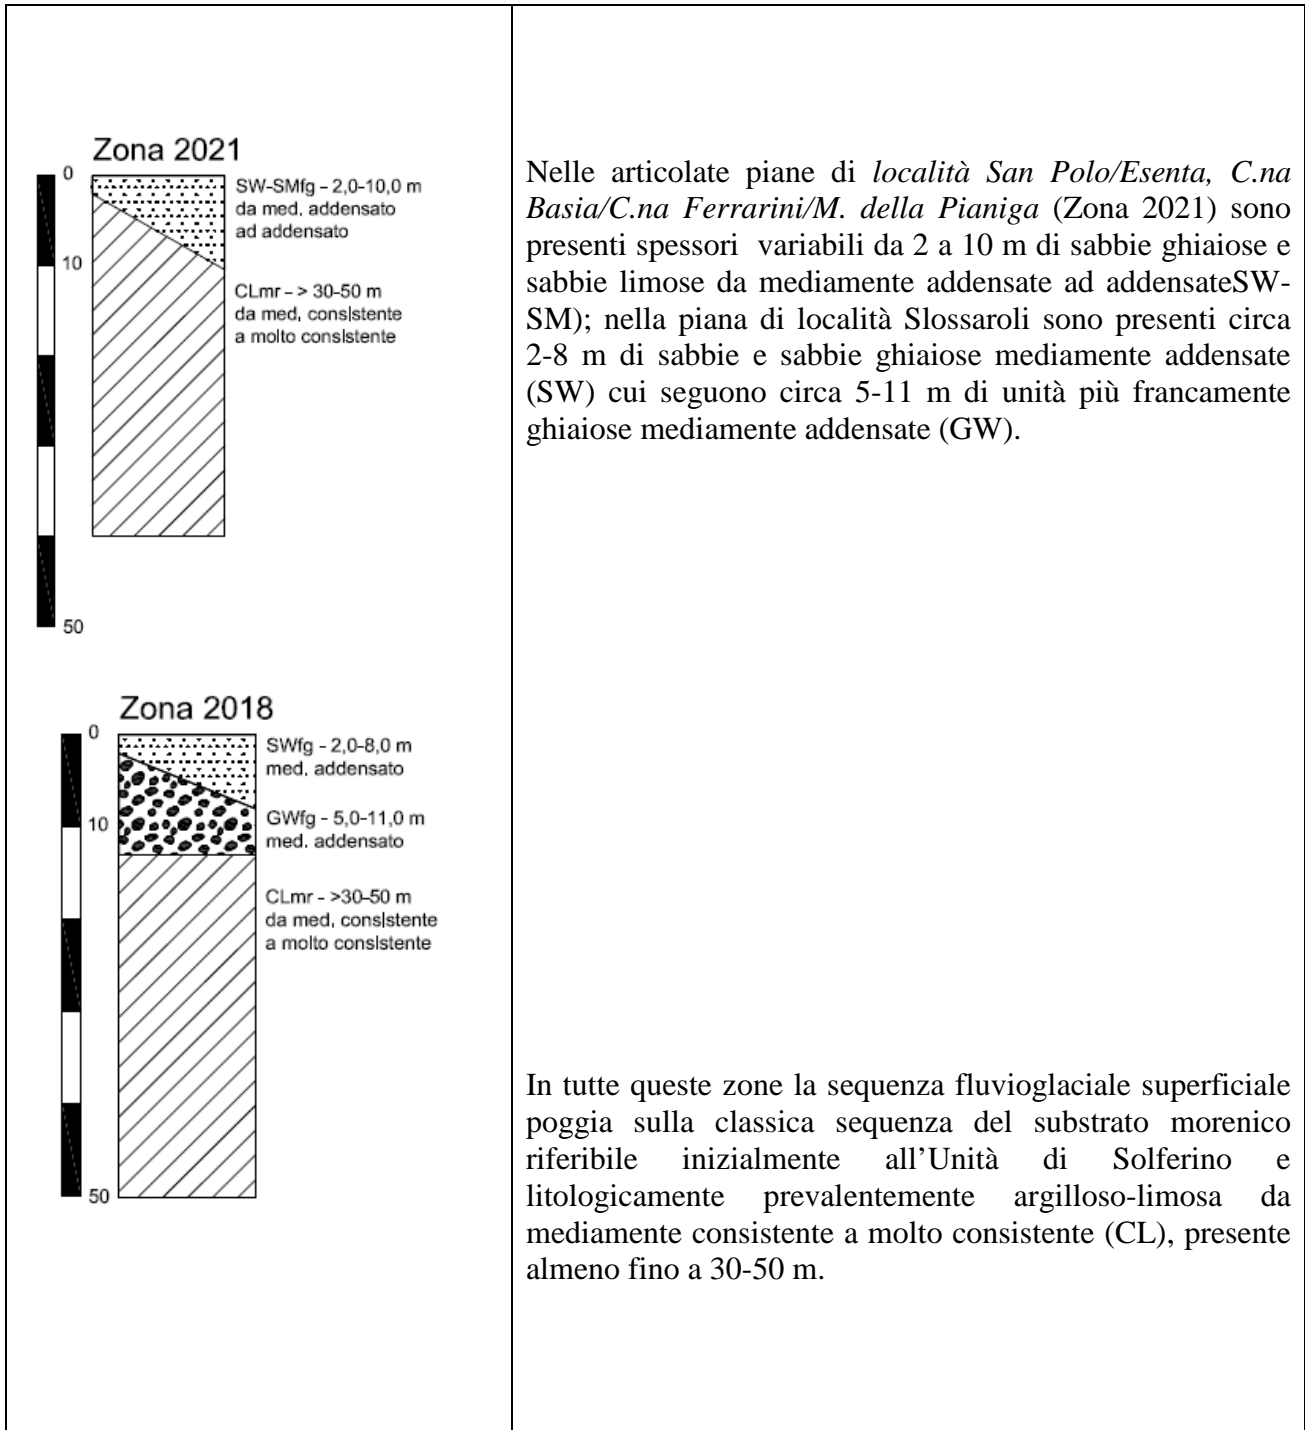 Zona 2021
0
10
50
SW-SMfg - 2,0-10,0 m
da med. addensato
ad addensato
CLmr - > 30-50 m
da med. consistente
a molto consistente
Zona 2018
0
10
50
SWfg - 2,0-8,0 m
med. addensato
GWfg - 5,0-11,0 m
med. addensato
CLmr - >30-50 m
da med. consistente
a molto consistente
Nelle articolate piane di località San Polo/Esenta, C.na
Basia/C.na Ferrarini/M. della Pianiga (Zona 2021) sono
presenti spessori variabili da 2 a 10 m di sabbie ghiaiose e
sabbie limose da mediamente addensate ad addensateSW-
SM); nella piana di località Slossaroli sono presenti circa
2-8 m di sabbie e sabbie ghiaiose mediamente addensate
(SW) cui seguono circa 5-11 m di unità più francamente
ghiaiose mediamente addensate (GW).
In tutte queste zone la sequenza fluvioglaciale superficiale
poggia sulla classica sequenza del substrato morenico
riferibile inizialmente all'Unità di Solferino e
litologicamente prevalentemente argilloso-limosa da
mediamente consistente a molto consistente (CL), presente
almeno fino a 30-50 m.